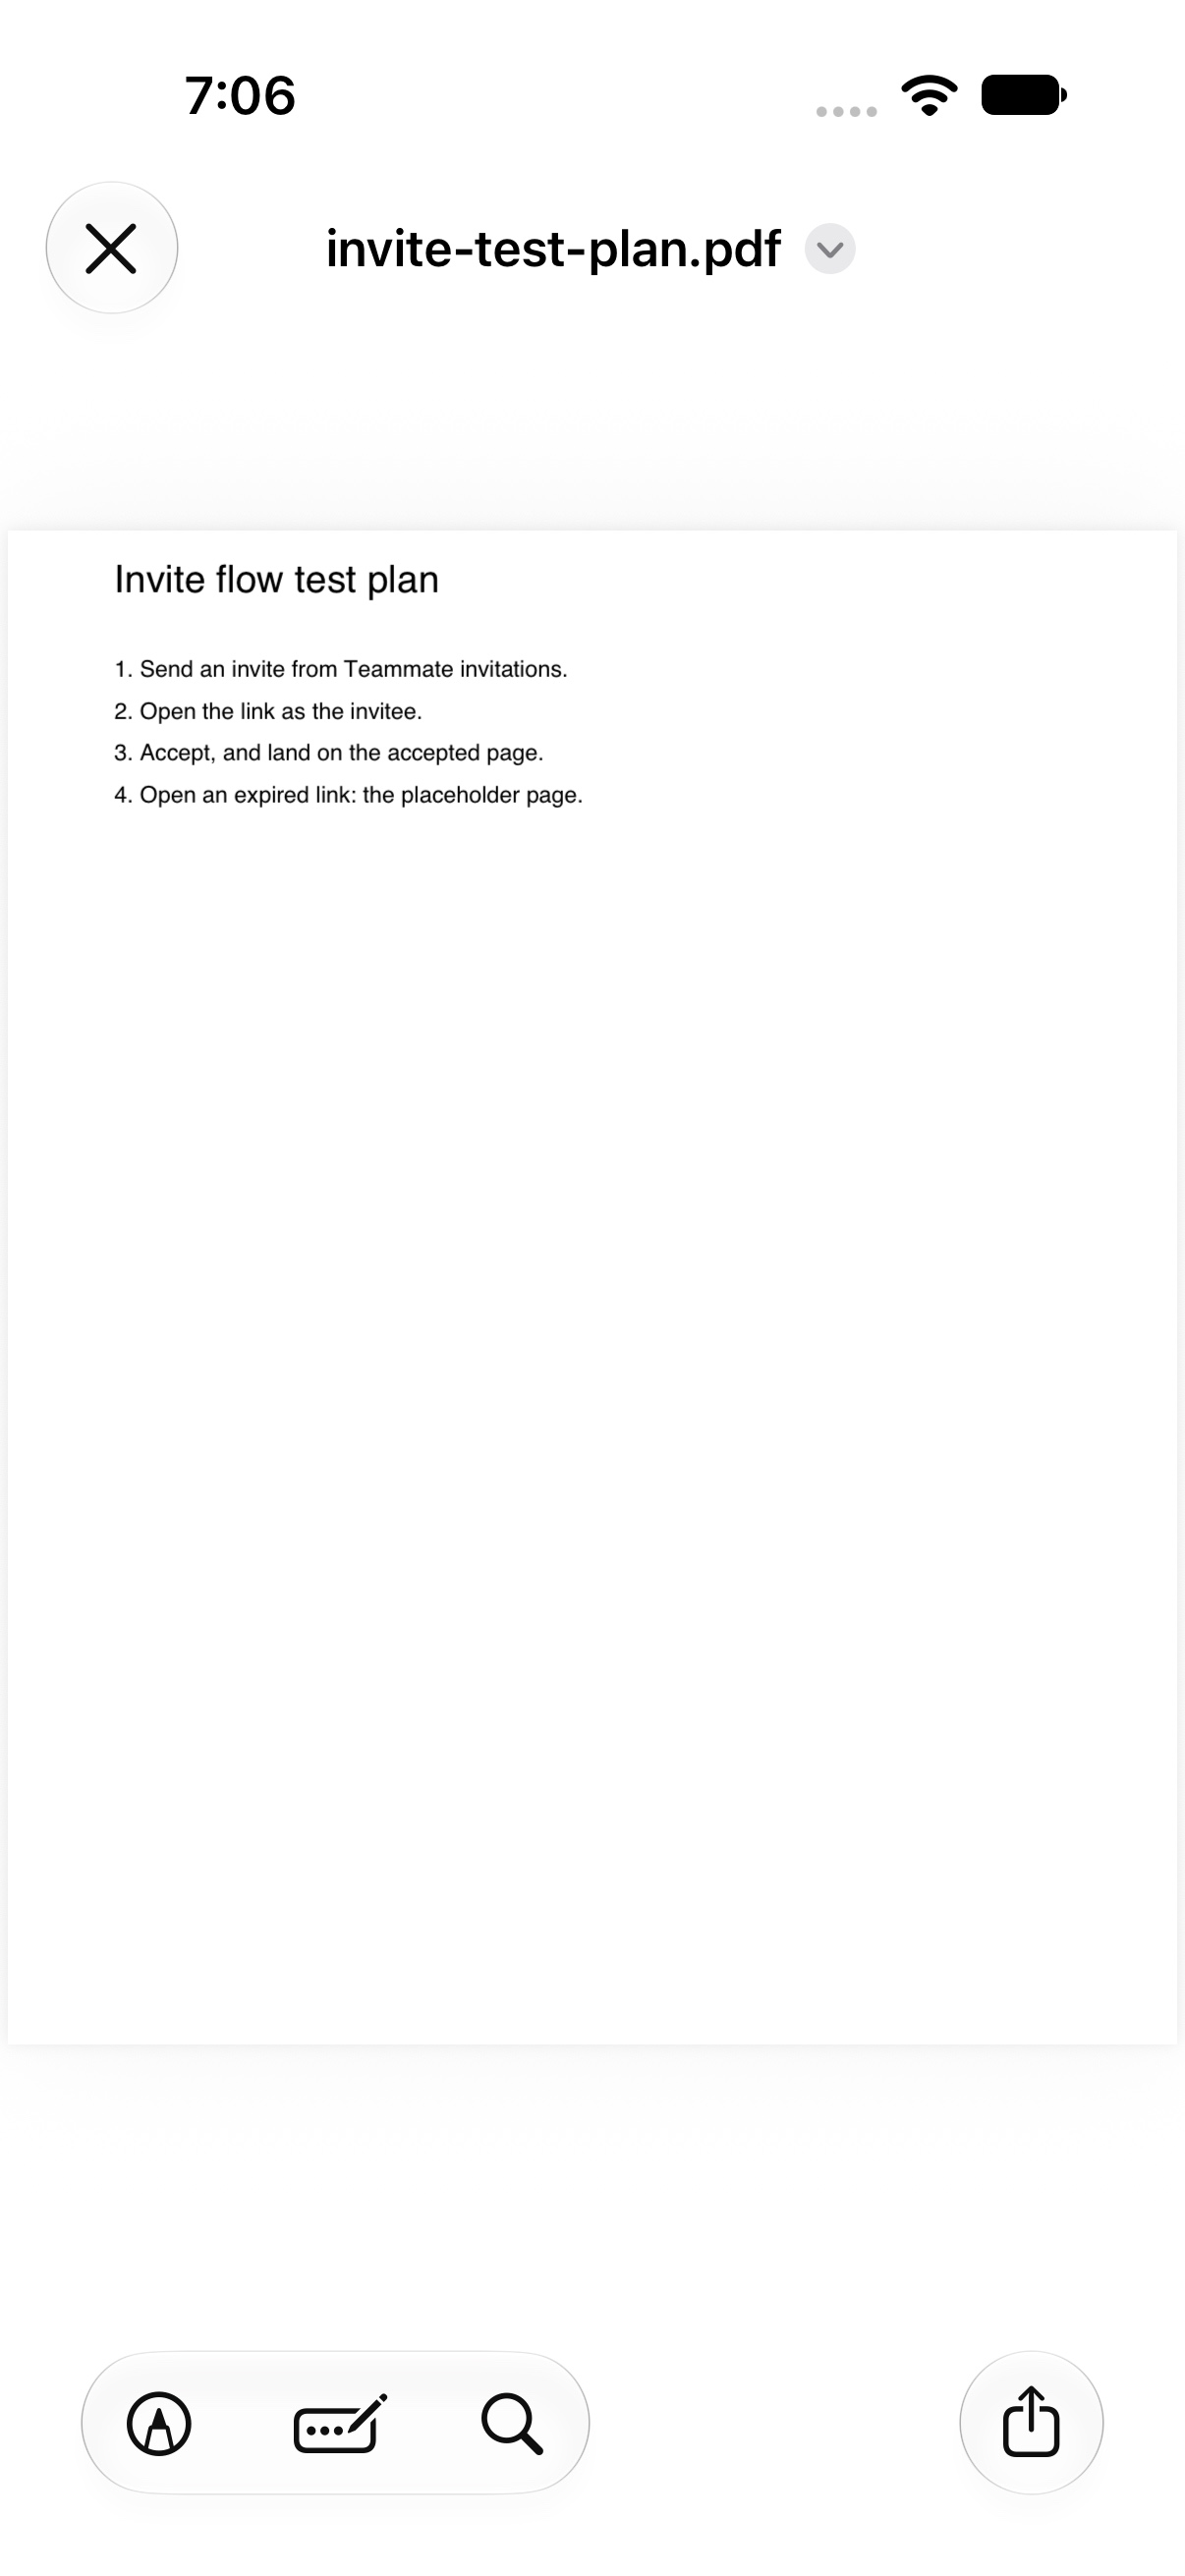 7:06
invite-test-plan.pdf
Invite flow test plan
1. Send an invite from Teammate invitations.
2. Open the link as the invitee.
3. Accept, and land on the accepted page.
4. Open an expired link: the placeholder page.